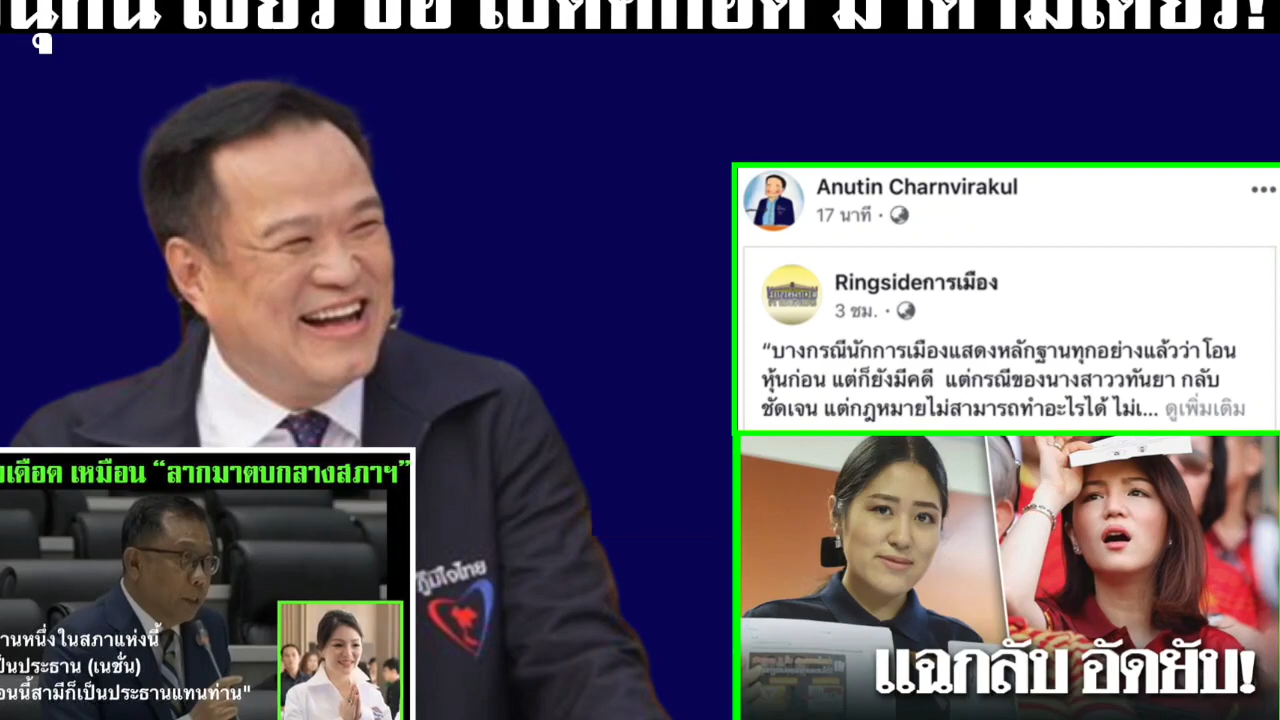 Anutin Charnvirakul
17 นาที ·
Ringsideการเมือง
3 ชม. ·
“บางกรณีนักการเมืองแสดงหลักฐานทุกอย่างแล้วว่าโอน
หุ้นก่อน แต่ก็ยังมีคดี แต่กรณีของนางสาววทันยา กลับ
ชัดเจน แต่กฎหมายไม่สามารถทำอะไรได้ ไม่เ... ดูเพิ่มเติม
เดือด เหมือน “ลากมาตบกลางสภาฯ”
ภูมิใจไทย
านหนึ่งในสภาแห่งนี้
ป็นประธาน (เนชั่น)
อนนี้สามีก็เป็นประธานแทนท่าน"
แฉกลับ อัดยับ!